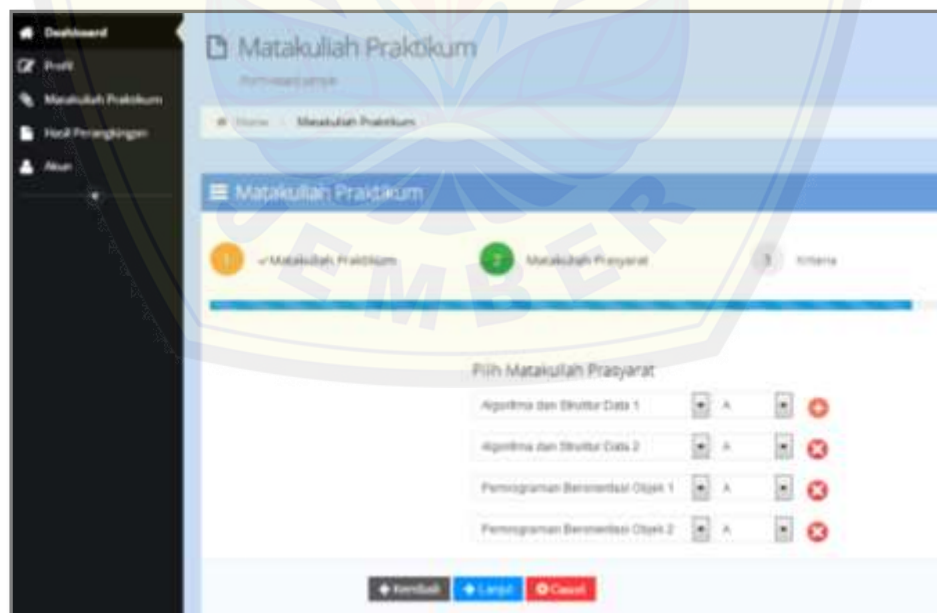 Dashboard
Profil
Matakuliah Praktikum
Hasil Perangkingan
Akun
Matakuliah Praktikum
Home Matakuliah Praktikum
Matakuliah Praktikum
1 Matakuliah Praktikum
2 Matakuliah Prasyarat
3 Kriteria
JEMBER
Pilih Matakuliah Prasyarat
Algoritma dan Struktur Data 1 A
Algoritma dan Struktur Data 2 A
Pemrograman Berorientasi Objek 1 A
Pemrograman Berorientasi Objek 2 A
Kembali Lanjut Cancel